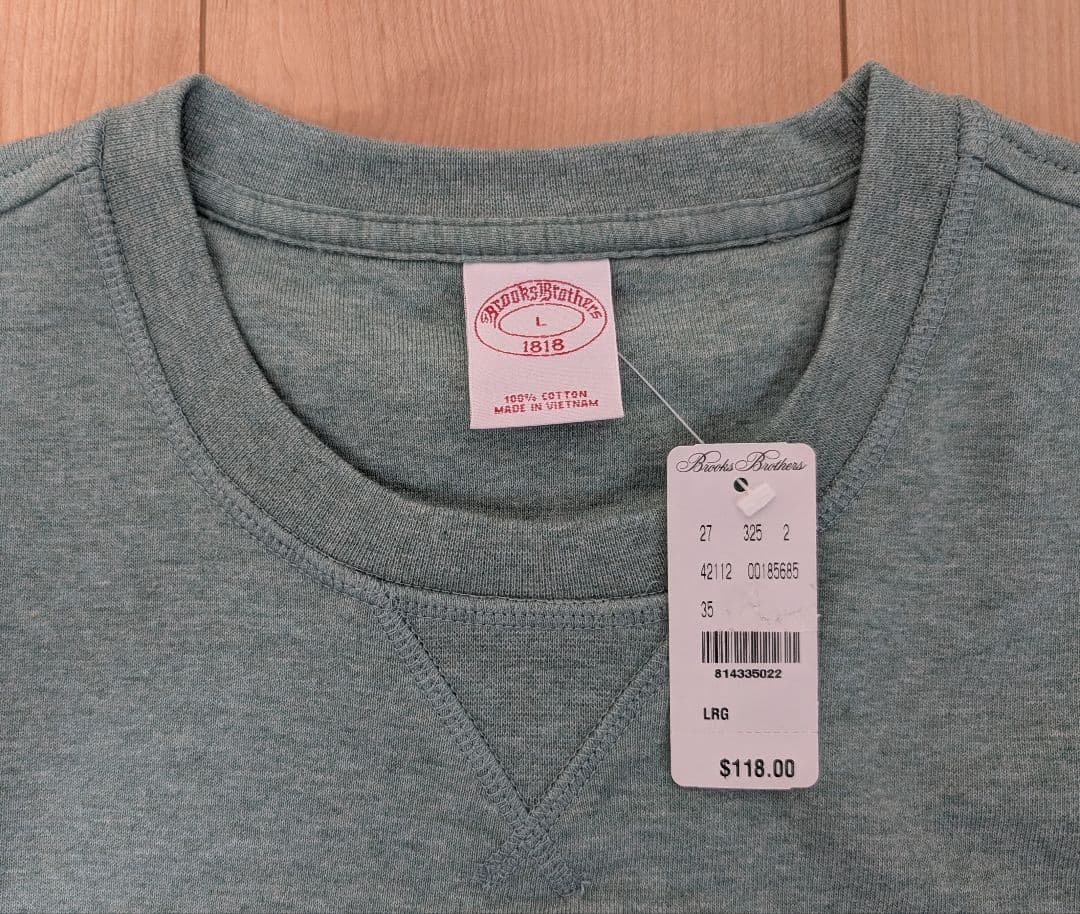 Brooks Brothers
L
1818
100% COTTON
MADE IN VIETNAM
Brooks Brothers
27 325 2
42112 00185685
35
814335022
LRG
$118.00